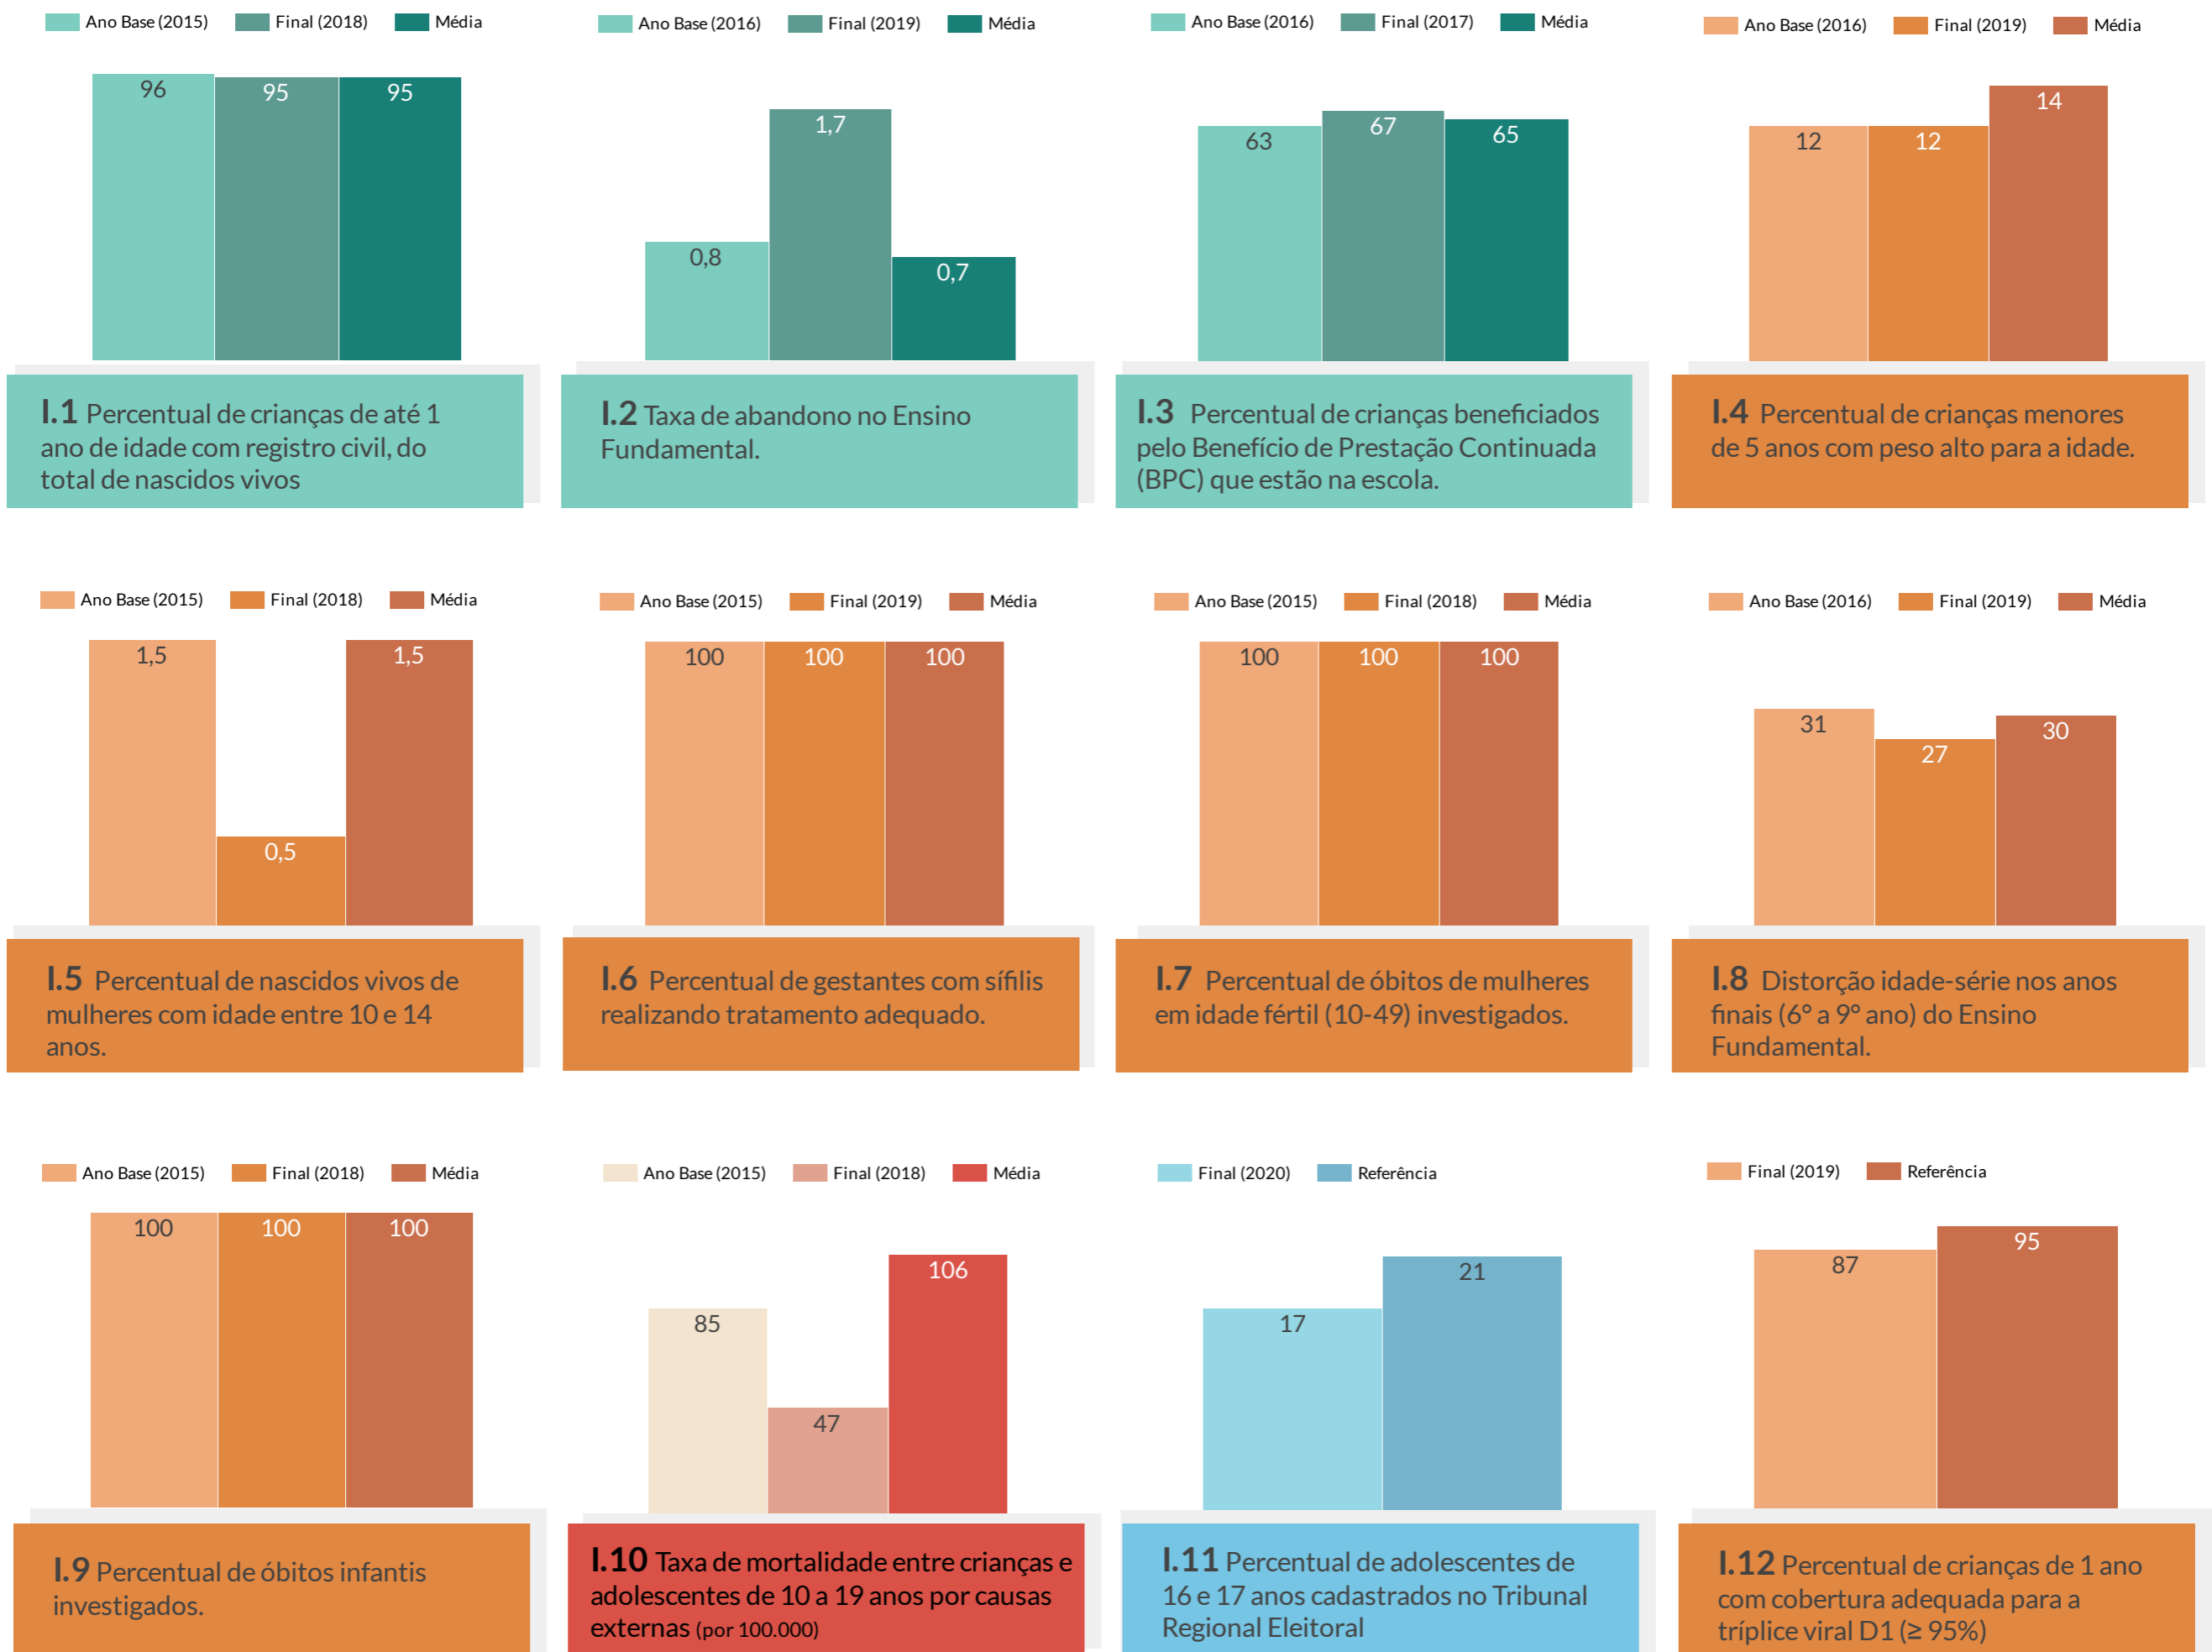 Ano Base (2015) Final (2018) Média
96 95 95
I.1 Percentual de crianças de até 1
ano de idade com registro civil, do
total de nascidos vivos
Ano Base (2016) Final (2019) Média
0,8 1,7 0,7
I.2 Taxa de abandono no Ensino
Fundamental.
Ano Base (2016) Final (2017) Média
63 67 65
I.3 Percentual de crianças beneficiados
pelo Benefício de Prestação Continuada
(BPC) que estão na escola.
Ano Base (2016) Final (2019) Média
12 12 14
I.4 Percentual de crianças menores
de 5 anos com peso alto para a idade.
Ano Base (2015) Final (2018) Média
1,5 0,5 1,5
I.5 Percentual de nascidos vivos de
mulheres com idade entre 10 e 14
anos.
Ano Base (2015) Final (2019) Média
100 100 100
I.6 Percentual de gestantes com sífilis
realizando tratamento adequado.
Ano Base (2015) Final (2018) Média
100 100 100
I.7 Percentual de óbitos de mulheres
em idade fértil (10-49) investigados.
Ano Base (2016) Final (2019) Média
31 27 30
I.8 Distorção idade-série nos anos
finais (6° a 9° ano) do Ensino
Fundamental.
Ano Base (2015) Final (2018) Média
100 100 100
I.9 Percentual de óbitos infantis
investigados.
Ano Base (2015) Final (2018) Média
85 47 106
I.10 Taxa de mortalidade entre crianças e
adolescentes de 10 a 19 anos por causas
externas (por 100.000)
Final (2020) Referência
17 21
I.11 Percentual de adolescentes de
16 e 17 anos cadastrados no Tribunal
Regional Eleitoral
Final (2019) Referência
87 95
I.12 Percentual de crianças de 1 ano
com cobertura adequada para a
tríplice viral D1 (≥ 95%)